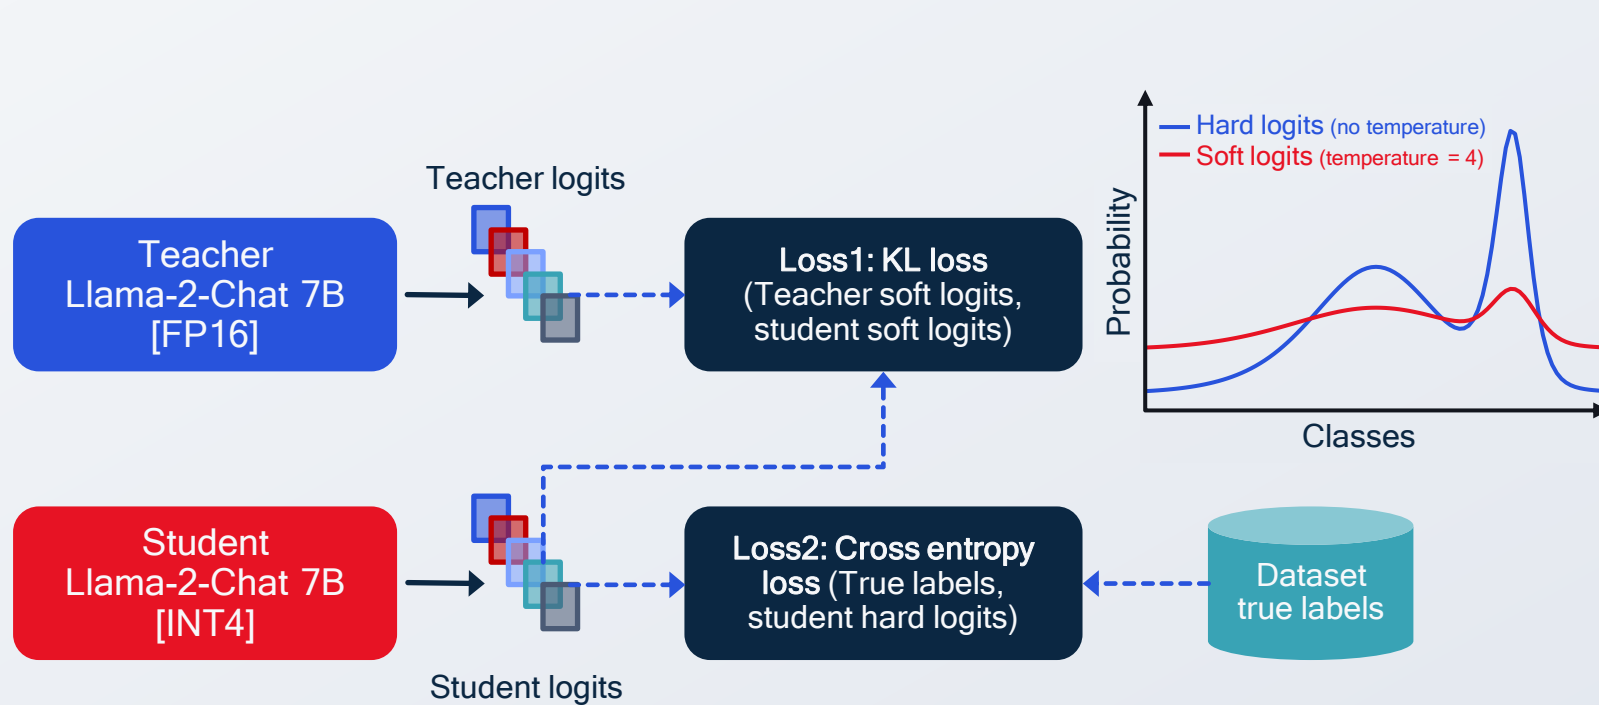 Teacher logits
Teacher
Llama-2-Chat 7B
[FP16]
Loss1: KL loss
(Teacher soft logits,
student soft logits)
Hard logits (no temperature)
Soft logits (temperature = 4)
Probability
Classes
Student
Llama-2-Chat 7B
[INT4]
Student logits
Loss2: Cross entropy
loss (True labels,
student hard logits)
Dataset
true labels